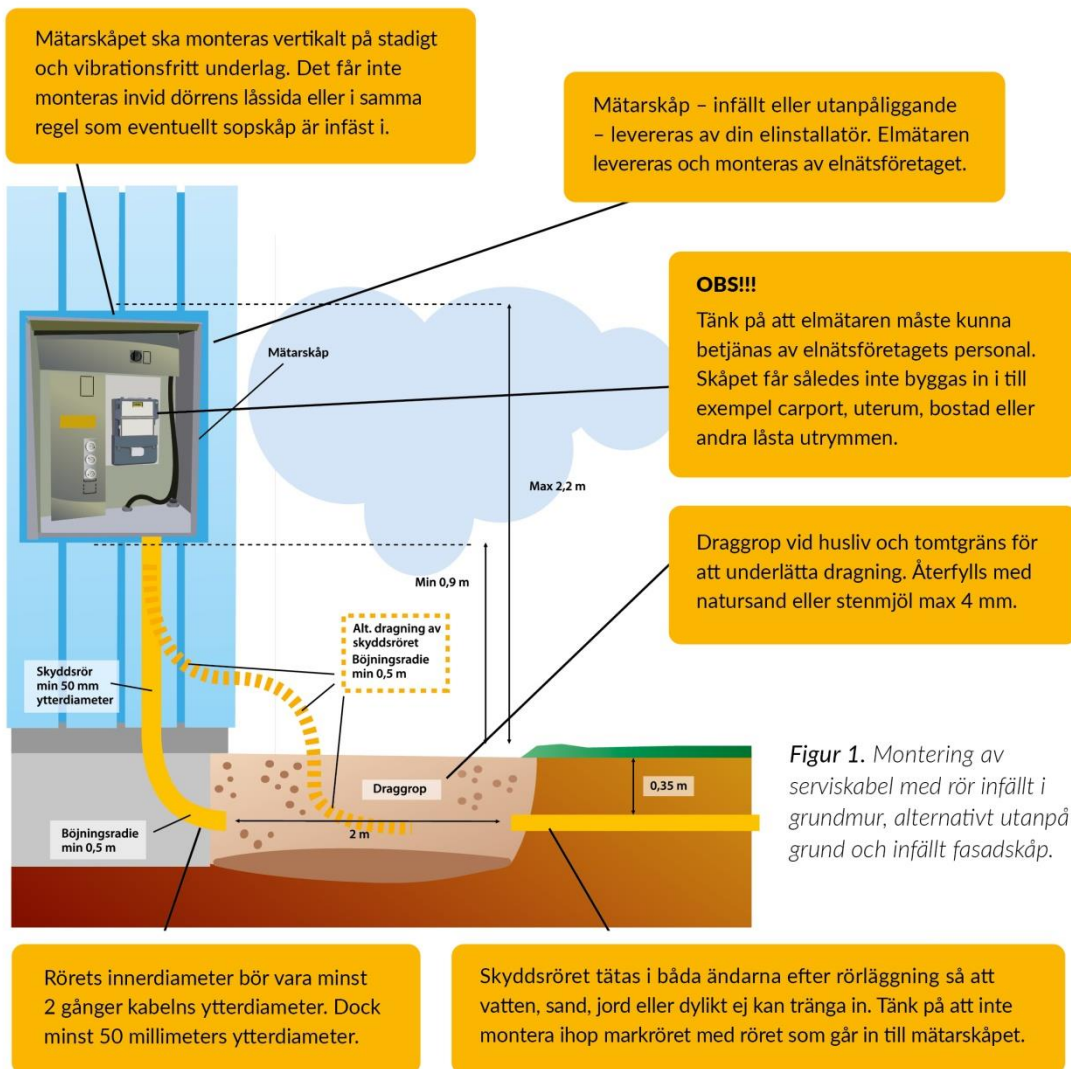 Mätarskåpet ska monteras vertikalt på stadigt
och vibrationsfritt underlag. Det får inte
monteras invid dörrens låssida eller i samma
regel som eventuellt sopskåp är infäst i.
Mätarskåp – infällt eller utanpåliggande
– levereras av din elinstallatör. Elmätaren
levereras och monteras av elnätsföretaget.
OBS!!!
Tänk på att elmätaren måste kunna
betjänas av elnätsföretagets personal.
Skåpet får således inte byggas in i till
exempel carport, uterum, bostad eller
andra låsta utrymmen.
Mätarskåp
Max 2,2 m
Min 0,9 m
Draggrop vid husliv och tomtgräns för
att underlätta dragning. Återfylls med
natursand eller stenmjöl max 4 mm.
Alt. dragning av
skyddsröret
Böjningsradie
min 0,5 m
Skyddsrör
min 50 mm
ytterdiameter
Draggrop
0,35 m
2 m
Böjningsradie
min 0,5 m
Figur 1. Montering av
serviskabel med rör infällt i
grundmur, alternativt utanpå
grund och infällt fasadskåp.
Rörets innerdiameter bör vara minst
2 gånger kabelns ytterdiameter. Dock
minst 50 millimeters ytterdiameter.
Skyddsröret tätas i båda ändarna efter rörläggning så att
vatten, sand, jord eller dylikt ej kan tränga in. Tänk på att inte
montera ihop markröret med röret som går in till mätarskåpet.